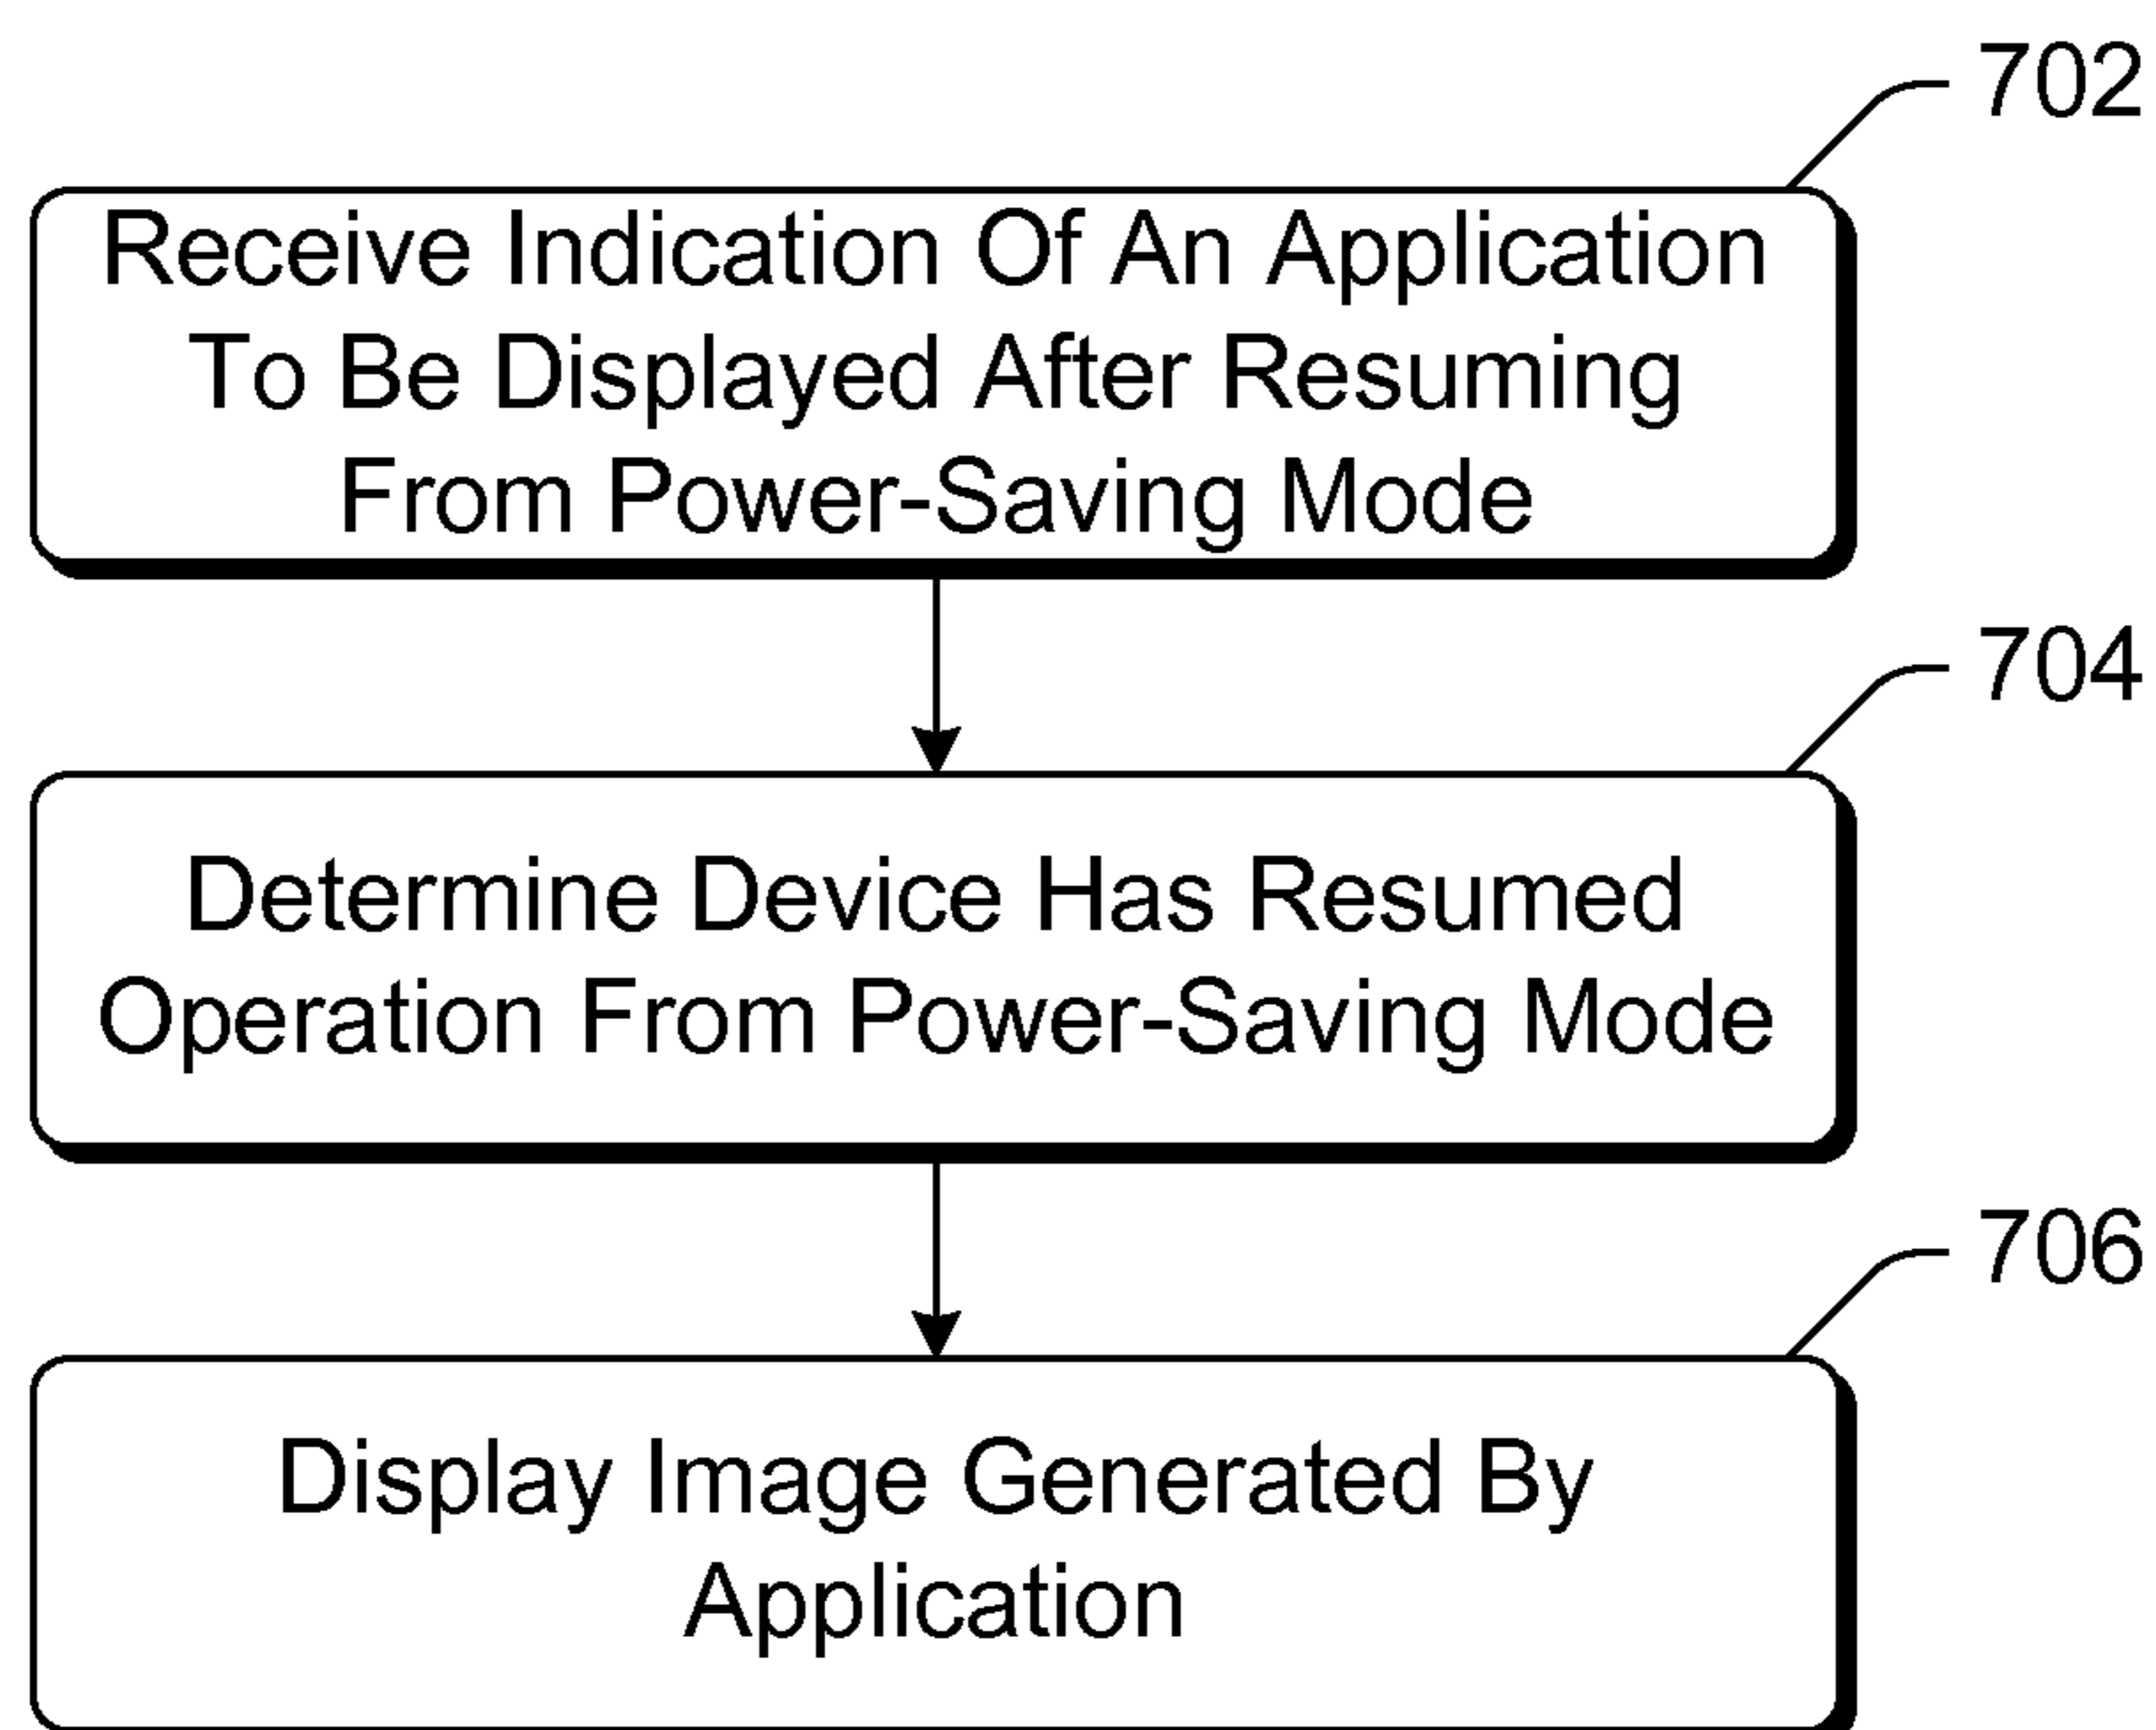 702
Receive Indication Of An Application
To Be Displayed After Resuming
From Power-Saving Mode
704
Determine Device Has Resumed
Operation From Power-Saving Mode
706
Display Image Generated By
Application